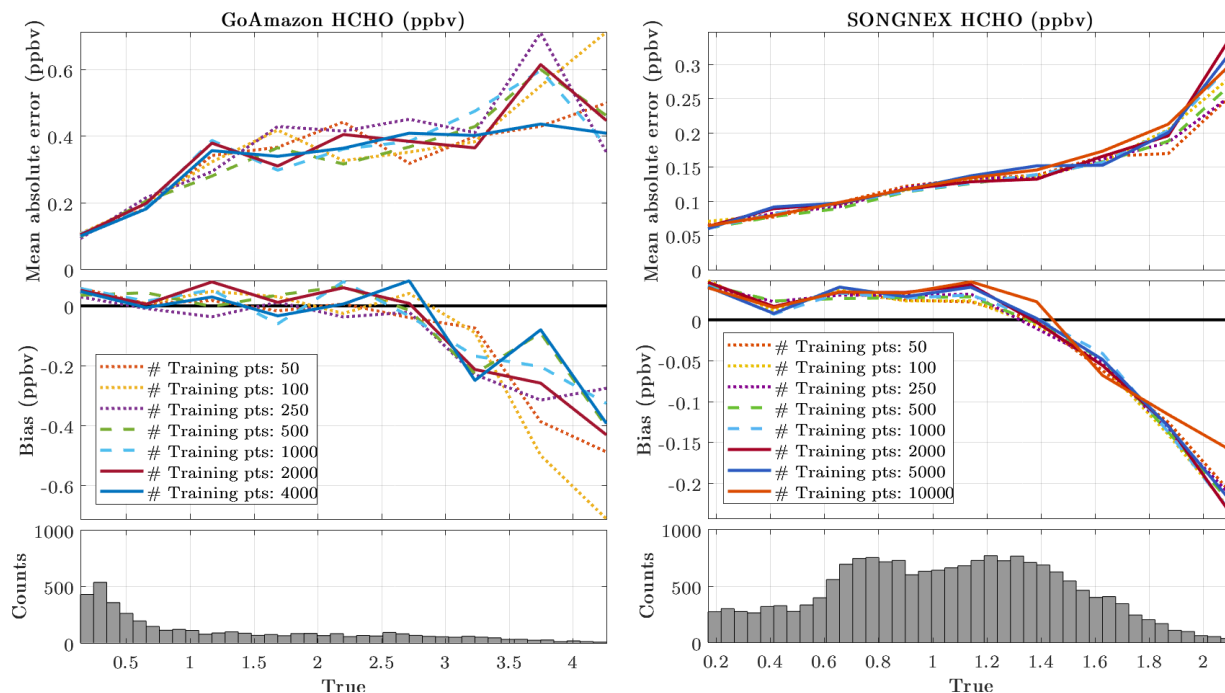 GoAmazon HCHO (ppbv)
Mean absolute error (ppbv
0.6
0.4
0.2
0
Bias (ppbv)
0
-0.2
-0.4
-0.6
# Training pts: 50
# Training pts: 100
# Training pts: 250
# Training pts: 500
# Training pts: 1000
# Training pts: 2000
# Training pts: 4000
Counts
1000
500
0
0.5
1
1.5
2
2.5
3
3.5
4
True
SONGNEX HCHO (ppbv)
Mean absolute error (ppbv
0.3
0.25
0.2
0.15
0.1
0.05
0
Bias (ppbv)
0
-0.05
-0.1
-0.15
-0.2
# Training pts: 50
# Training pts: 100
# Training pts: 250
# Training pts: 500
# Training pts: 1000
# Training pts: 2000
# Training pts: 5000
# Training pts: 10000
Counts
1000
500
0
0.2
0.4
0.6
0.8
1
1.2
1.4
1.6
1.8
2
True